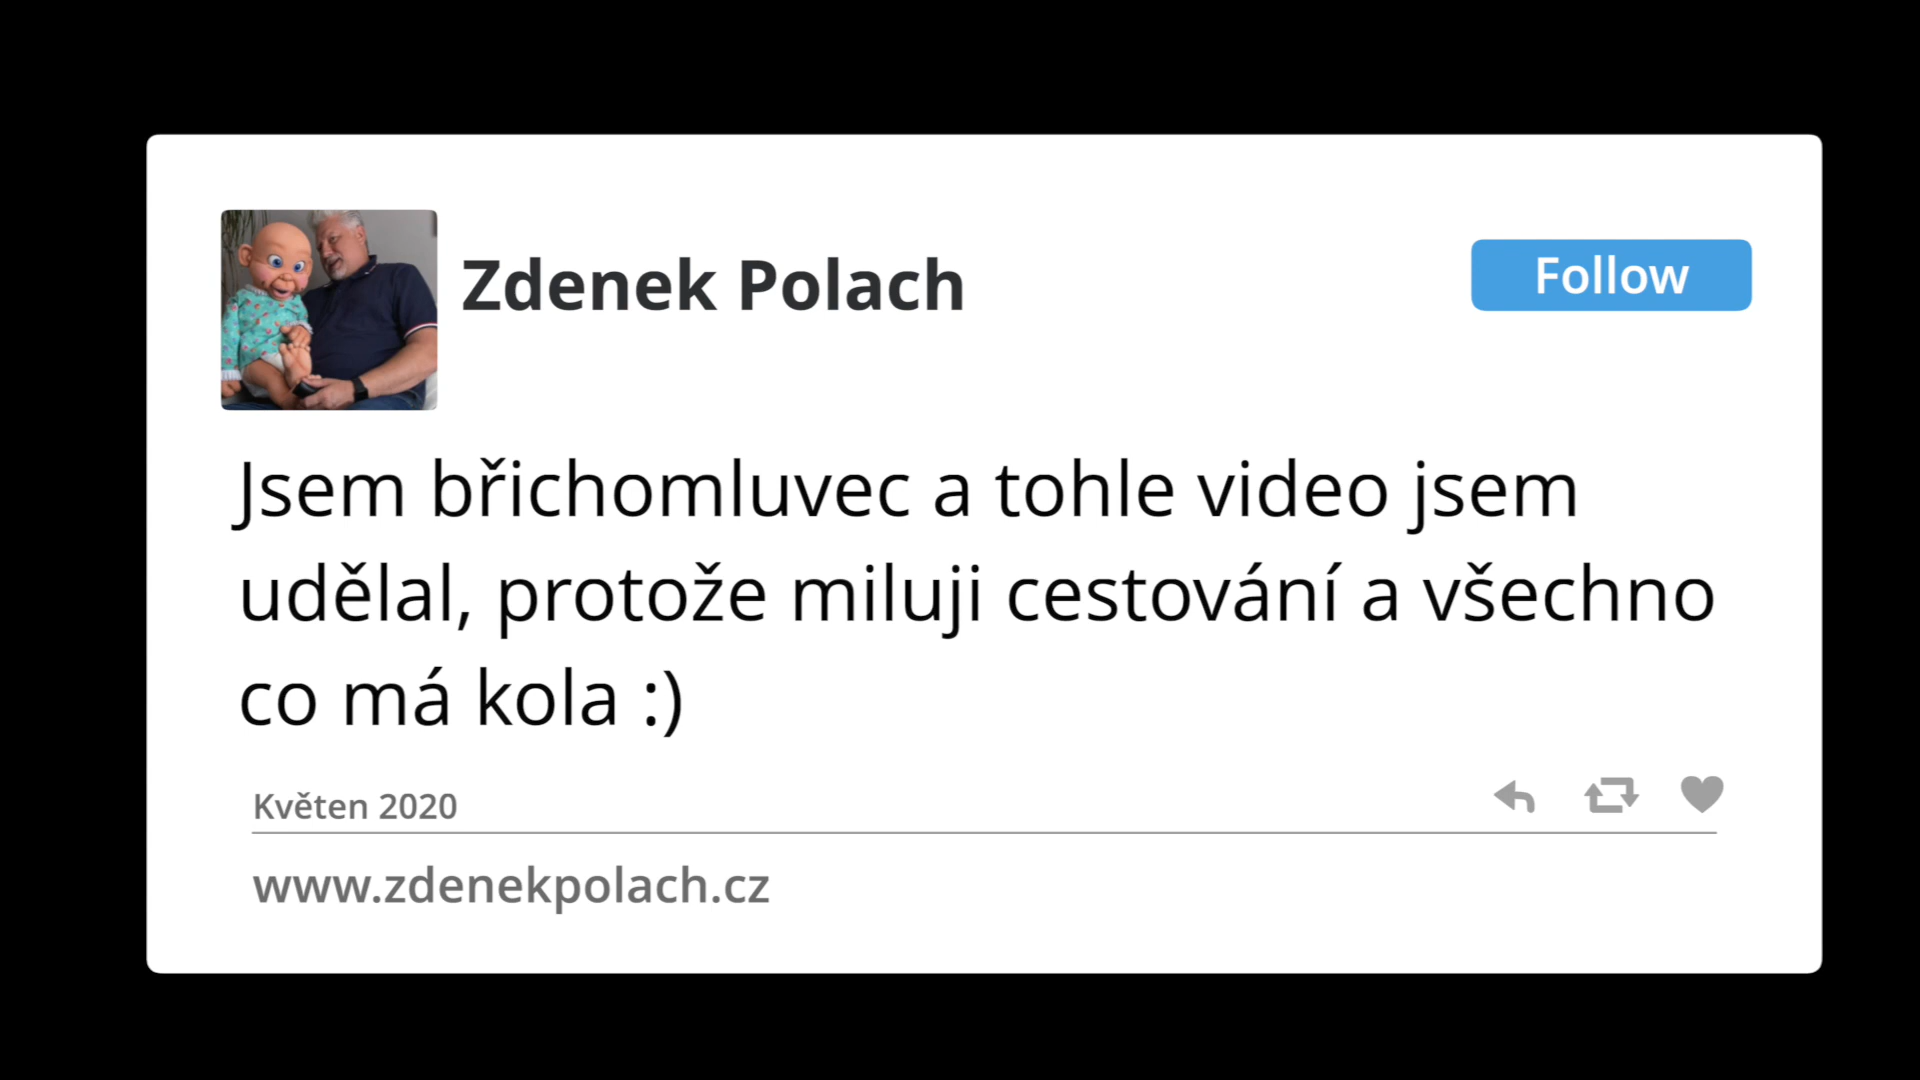 Zdenek Polach
Follow
Jsem břichomluvec a tohle video jsem
udělal, protože miluji cestování a všechno
co má kola :)
Květen 2020
www.zdenekpolach.cz